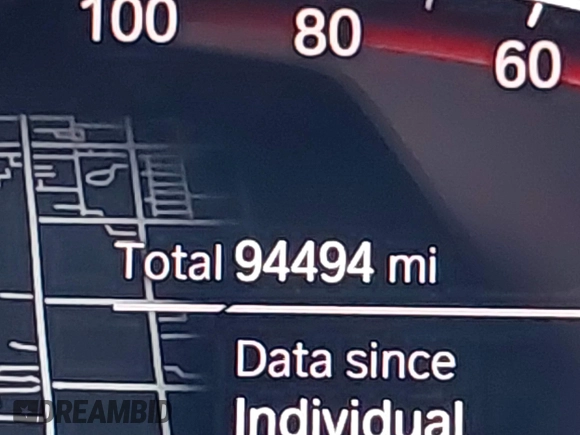 100 80 60
Total 94494 mi
Data since
Individual
DREAMBID